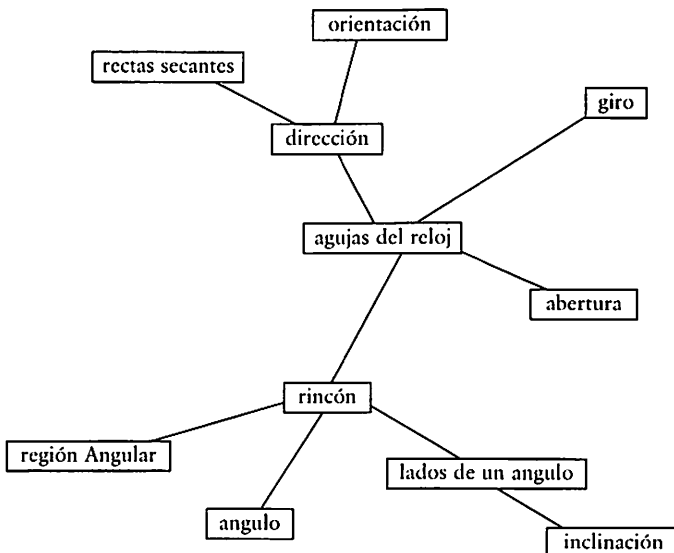 orientación
rectas secantes
giro
dirección
agujas del reloj
abertura
rincón
región Angular
lados de un angulo
angulo
inclinación